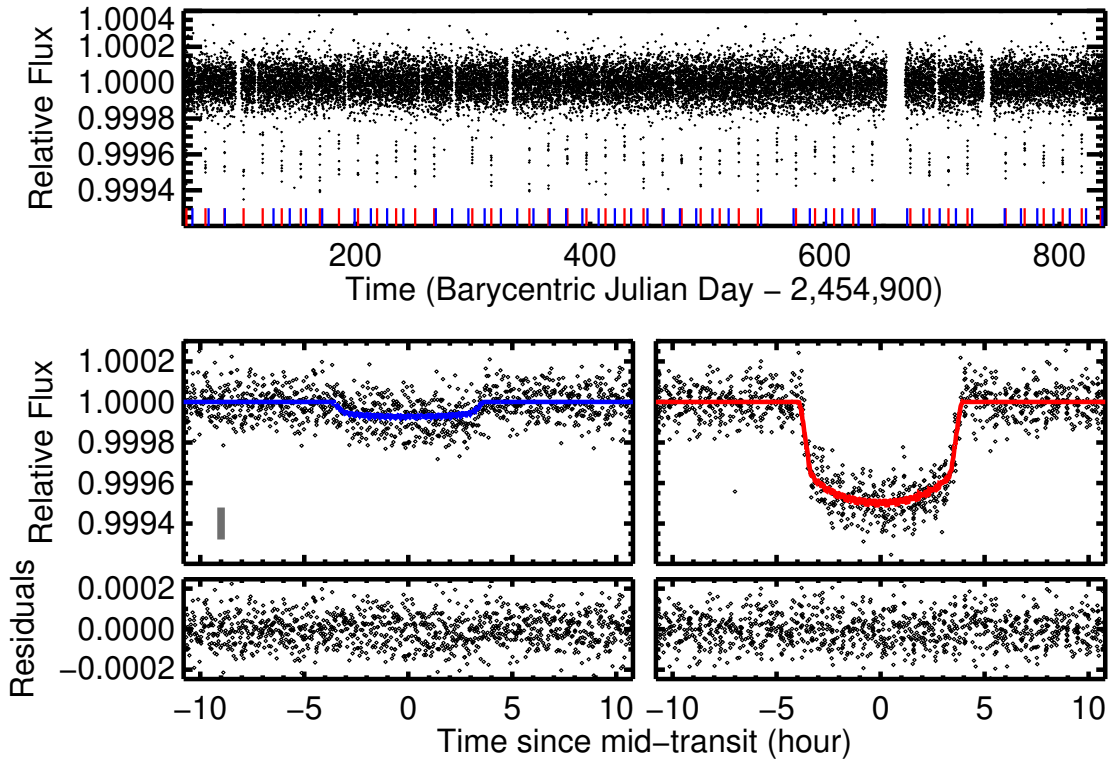 Relative Flux
1.0004
1.0002
1.0000
0.9998
0.9996
0.9994
200 400 600 800
Time (Barycentric Julian Day − 2,454,900)
Relative Flux
1.0002
1.0000
0.9998
0.9996
0.9994
Residuals
0.0002
0.0000
−0.0002
−10 −5 0 5 10 −10 −5 0 5 10
Time since mid−transit (hour)